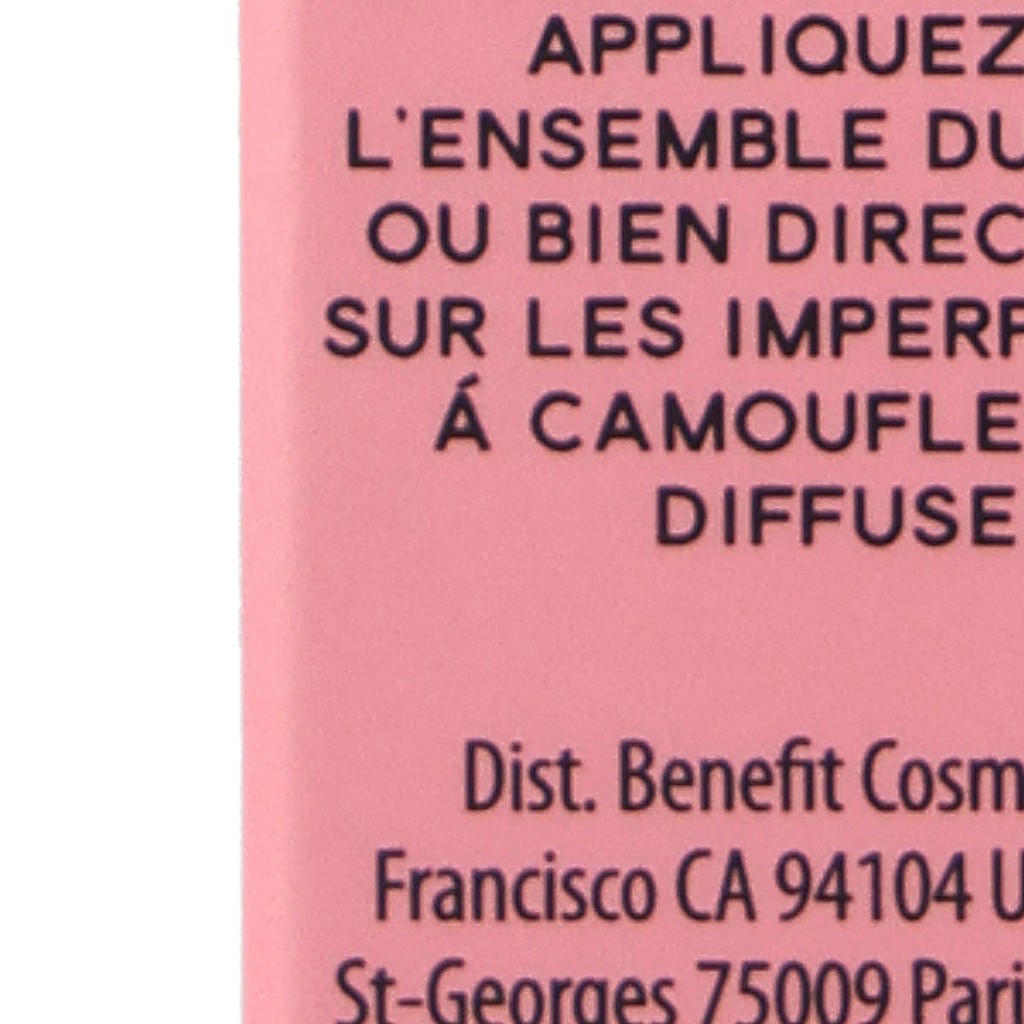 APPLIQUEZ
L'ENSEMBLE DU
OU BIEN DIREC
SUR LES IMPERF
Á CAMOUFLE
DIFFUSE
Dist. Benefit Cosm
Francisco CA 94104 U
St-Georges 75009 Pari